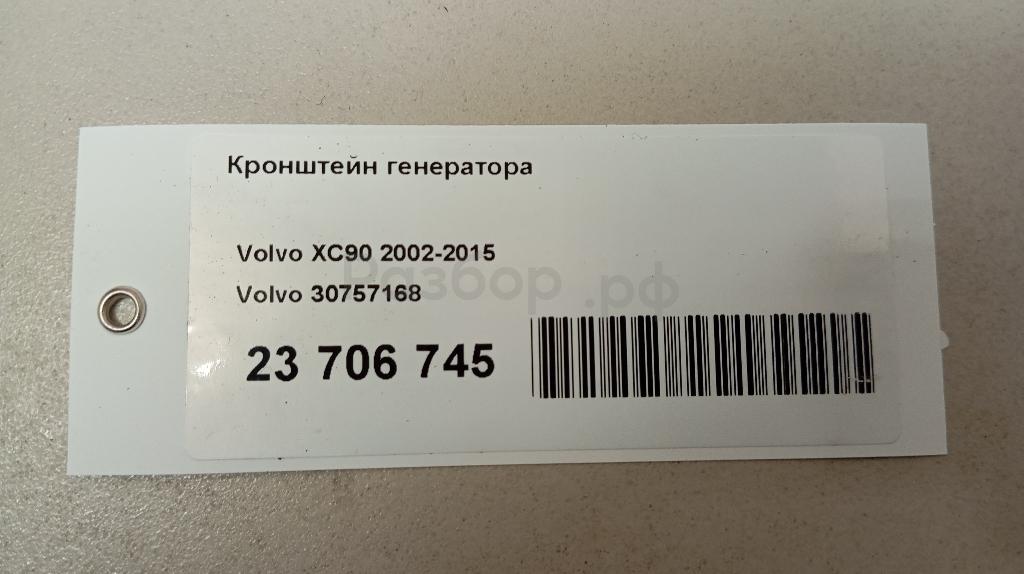 Кронштейн генератора
Volvo XC90 2002-2015
Разбор.рф
Volvo 30757168
23 706 745